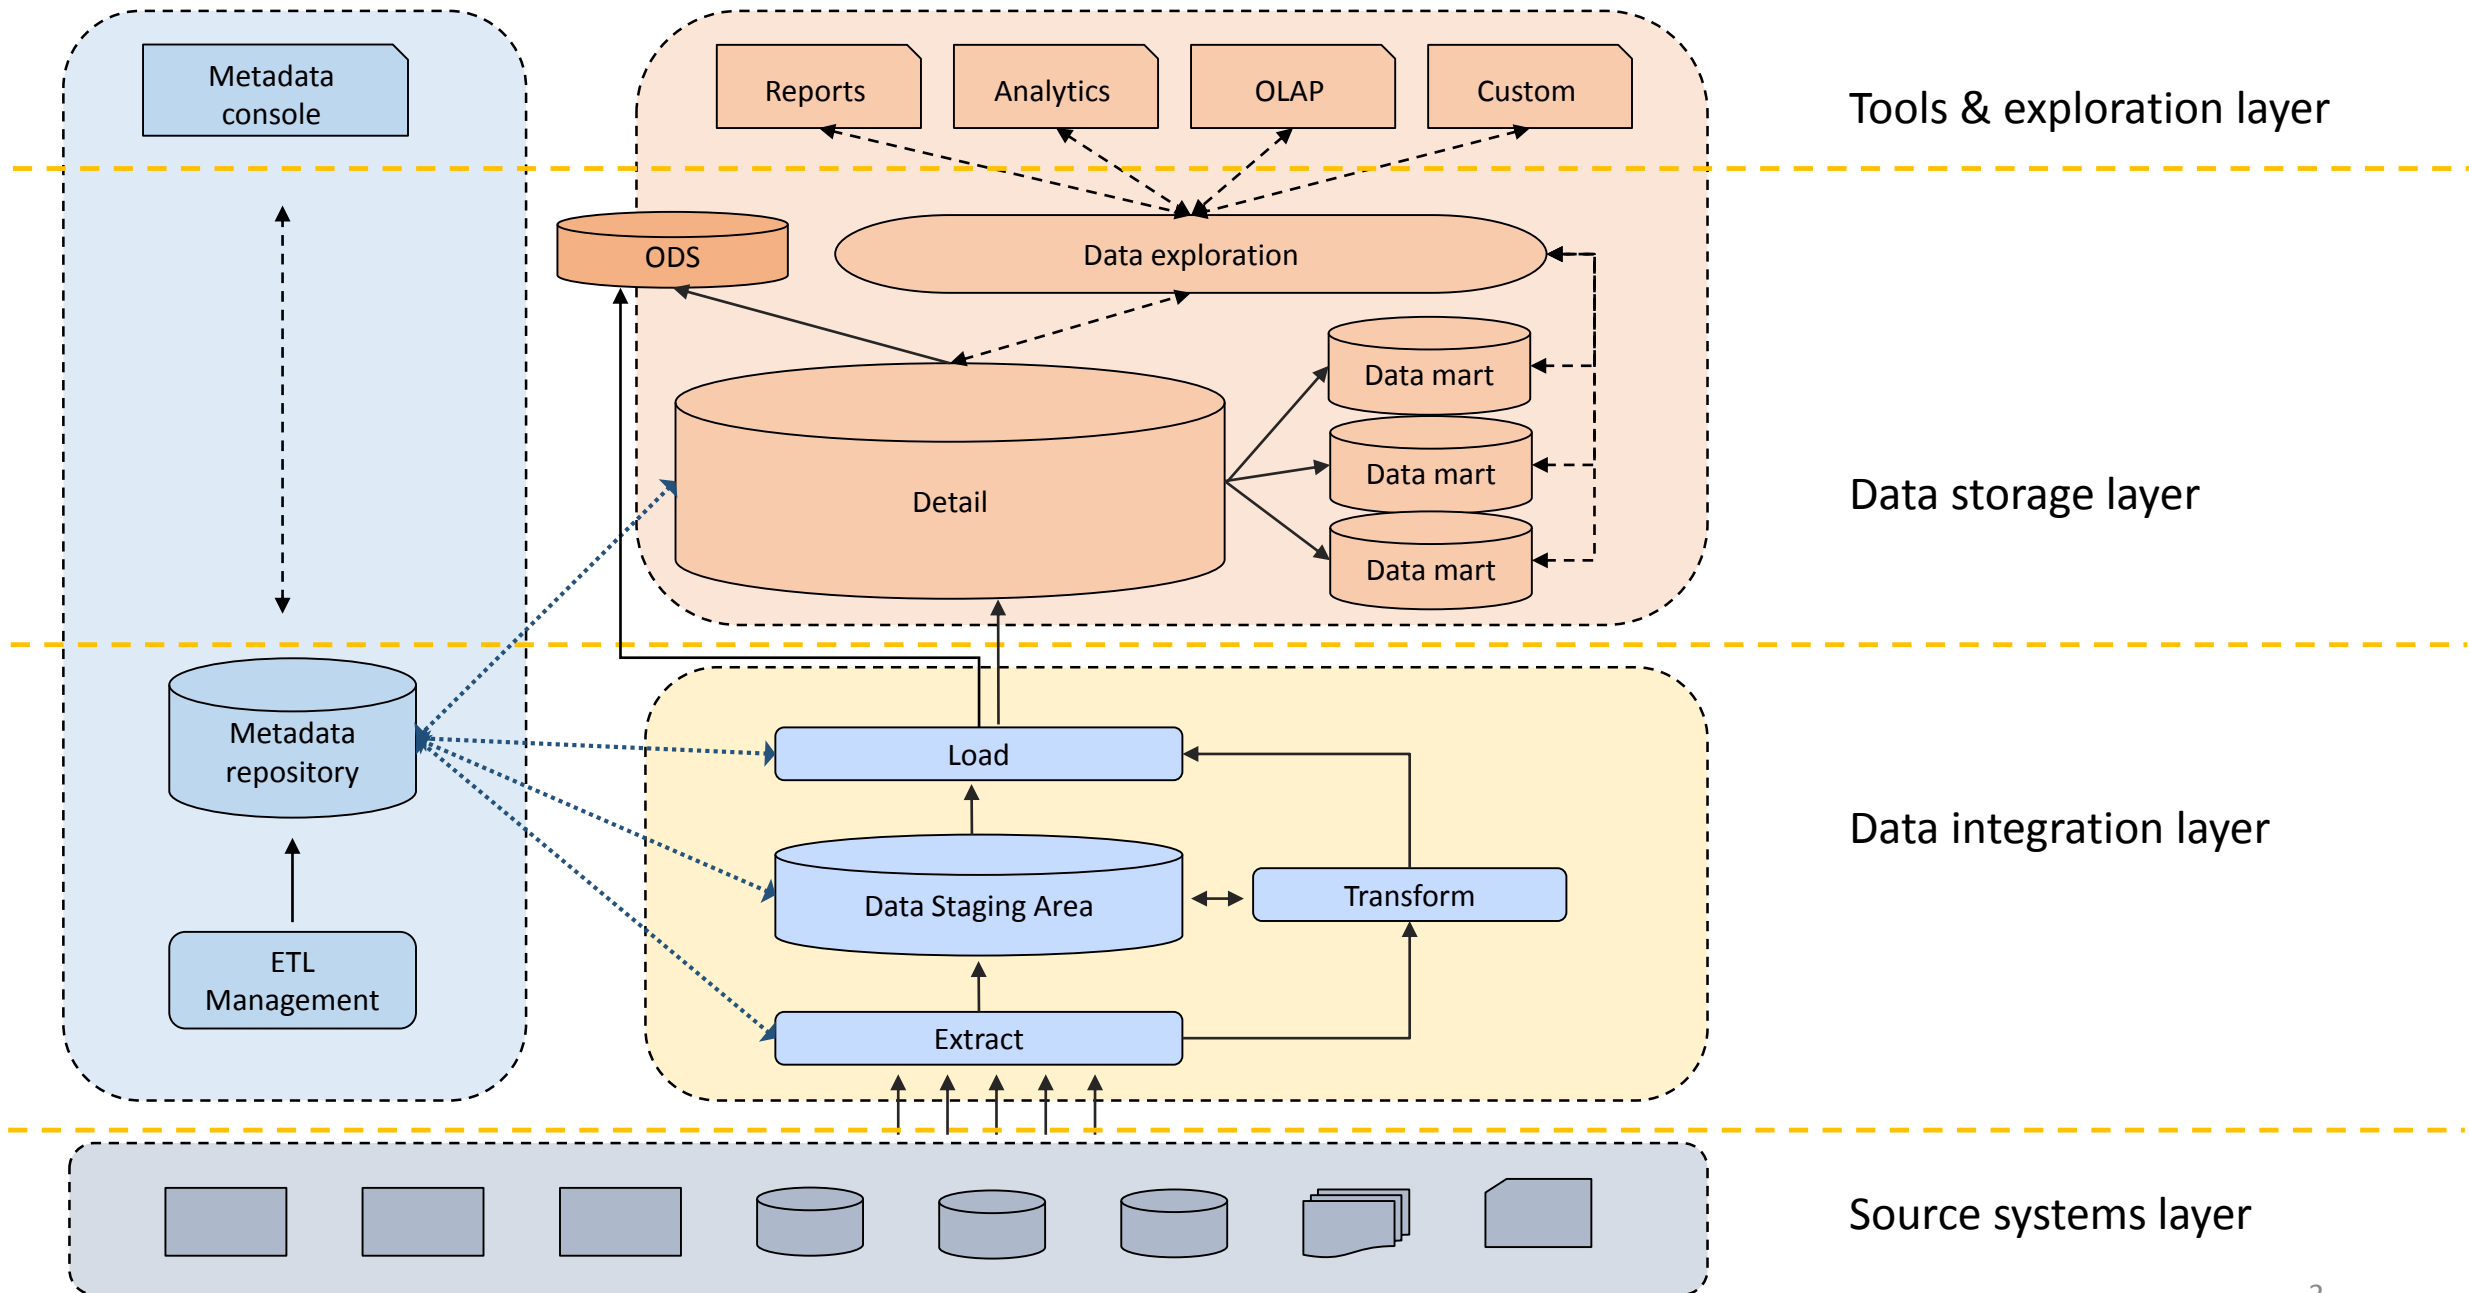 Metadata
console
Reports
Analytics
OLAP
Custom
Tools & exploration layer
ODS
Data exploration
Data mart
Data mart
Data mart
Detail
Data storage layer
Metadata
repository
Load
Data Staging Area
Transform
Data integration layer
ETL
Management
Extract
Source systems layer